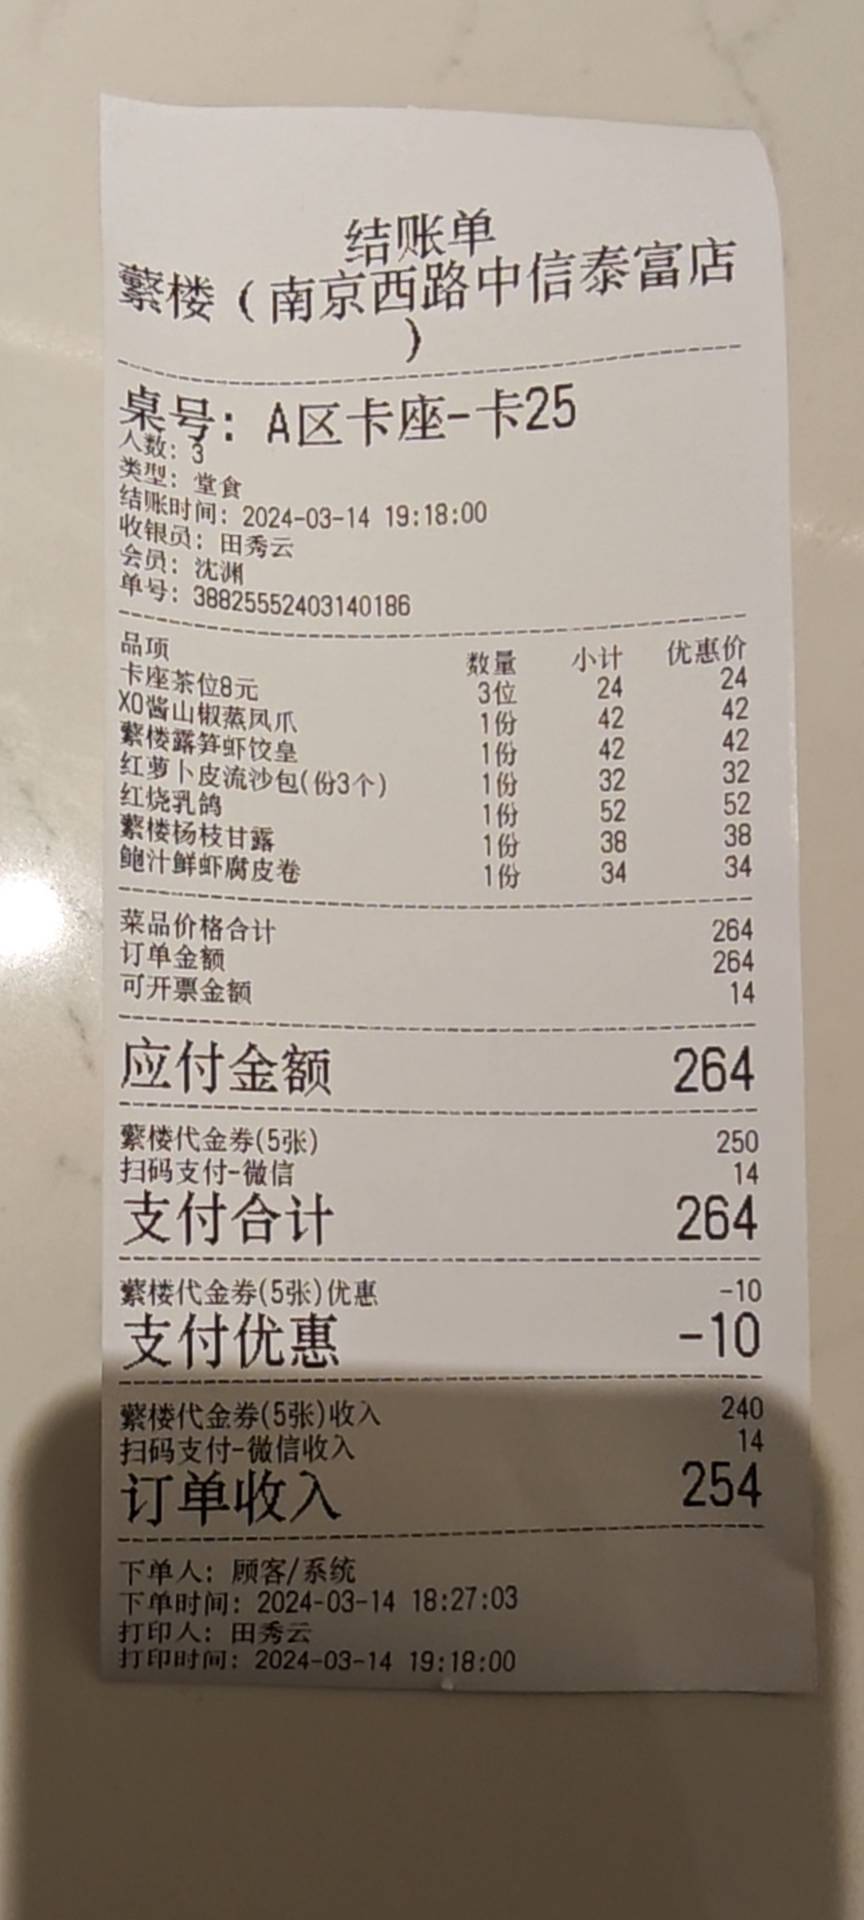 结账单
蘩楼（南京西路中信泰富店
）
桌号: A区卡座-卡25
人数: 3
类型: 堂食
结账时间: 2024-03-14 19:18:00
收银员: 田秀云
会员: 沈渊
单号: 38825552403140186
品项 数量 小计 优惠价
卡座茶位8元 3位 24 24
XO酱山椒蒸凤爪 1份 42 42
蘩楼露笋虾饺皇 1份 42 42
红萝卜皮流沙包(份3个) 1份 32 32
红烧乳鸽 1份 52 52
蘩楼杨枝甘露 1份 38 38
鲍汁鲜虾腐皮卷 1份 34 34
菜品价格合计 264
订单金额 264
可开票金额 14
应付金额 264
蘩楼代金券(5张) 250
扫码支付-微信 14
支付合计 264
蘩楼代金券(5张)优惠 -10
支付优惠 -10
蘩楼代金券(5张)收入 240
扫码支付-微信收入 14
订单收入 254
下单人: 顾客/系统
下单时间: 2024-03-14 18:27:03
打印人: 田秀云
打印时间: 2024-03-14 19:18:00